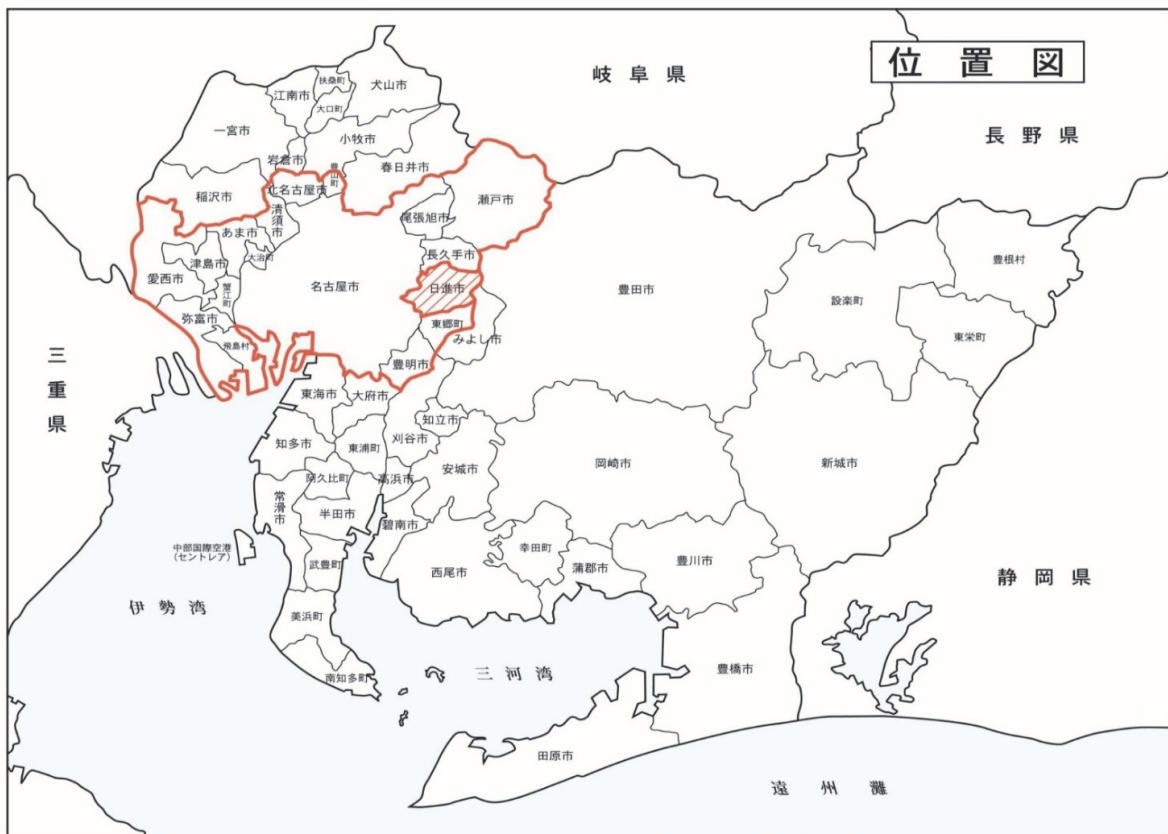 位置図
岐阜県
長野県
犬山市
扶桑町
江南市
大口町
一宮市
小牧市
岩倉市
豊山町
春日井市
北名古屋市
稲沢市
清須市
瀬戸市
尾張旭市
あま市
大治町
長久手市
津島市
愛西市
蟹江町
名古屋市
日進市
豊田市
設楽町
豊根村
東栄町
弥富市
飛島村
東郷町
みよし市
豊明市
三重県
東海市
大府市
知立市
知多市
東浦町
刈谷市
安城市
岡崎市
新城市
阿久比町
高浜市
常滑市
半田市
碧南市
中部国際空港
(セントレア)
武豊町
西尾市
幸田町
蒲郡市
豊川市
静岡県
伊勢湾
美浜町
南知多町
三河湾
豊橋市
田原市
遠州灘